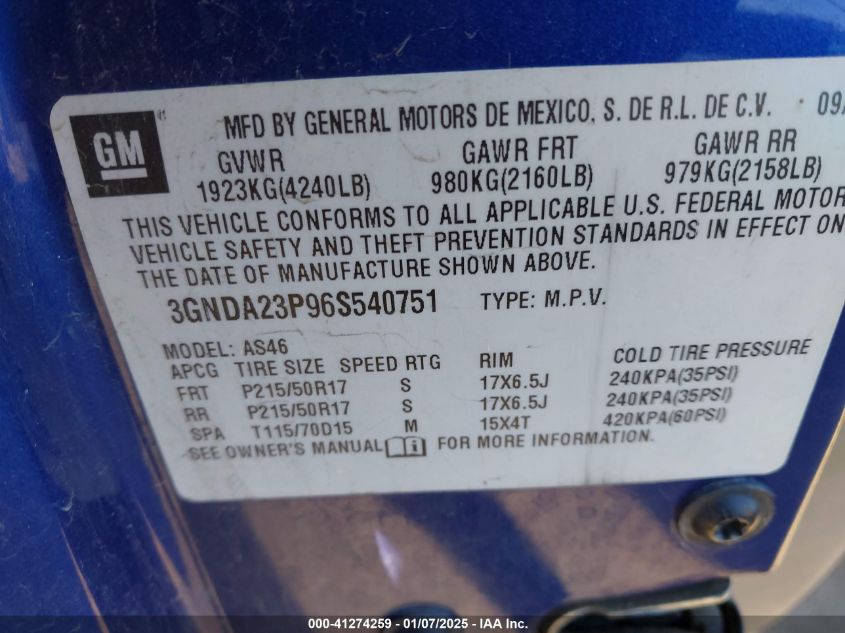 GM
MFD BY GENERAL MOTORS DE MEXICO, S. DE R.L. DE C.V. · 09/
GVWR GAWR FRT GAWR RR
1923KG(4240LB) 980KG(2160LB) 979KG(2158LB)
THIS VEHICLE CONFORMS TO ALL APPLICABLE U.S. FEDERAL MOTOR
VEHICLE SAFETY AND THEFT PREVENTION STANDARDS IN EFFECT ON
THE DATE OF MANUFACTURE SHOWN ABOVE.
3GNDA23P96S540751 TYPE: M.P.V.
MODEL: AS46
APCG TIRE SIZE SPEED RTG RIM COLD TIRE PRESSURE
FRT P215/50R17 S 17X6.5J 240KPA(35PSI)
RR P215/50R17 S 17X6.5J 240KPA(35PSI)
SPA T115/70D15 M 15X4T 420KPA(60PSI)
SEE OWNER'S MANUAL i FOR MORE INFORMATION.
000-41274259 - 01/07/2025 - IAA Inc.